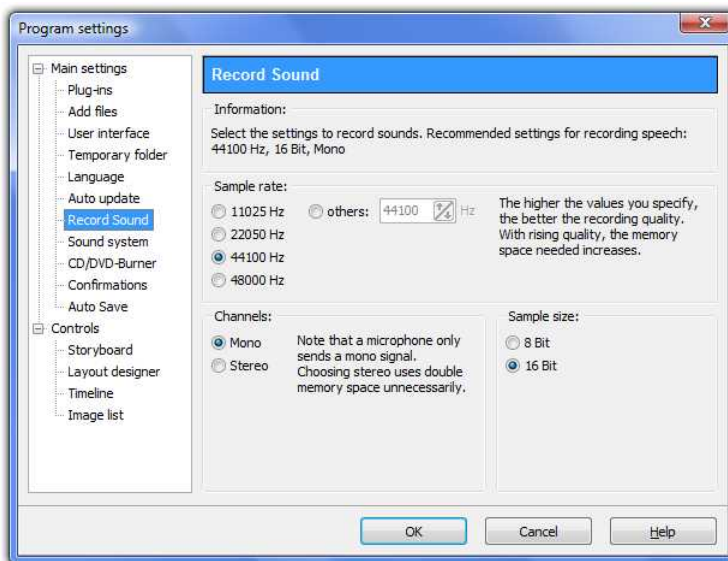 Program settings
Main settings
Plug-ins
Add files
User interface
Temporary folder
Language
Auto update
Record Sound
Sound system
CD/DVD-Burner
Confirmations
Auto Save
Controls
Storyboard
Layout designer
Timeline
Image list
Record Sound
Information:
Select the settings to record sounds. Recommended settings for recording speech:
44100 Hz, 16 Bit, Mono
Sample rate:
11025 Hz
others: 44100 Hz
22050 Hz
44100 Hz
48000 Hz
The higher the values you specify,
the better the recording quality.
With rising quality, the memory
space needed increases.
Channels:
Mono
Stereo
Note that a microphone only
sends a mono signal.
Choosing stereo uses double
memory space unnecessarily.
Sample size:
8 Bit
16 Bit
OK
Cancel
Help